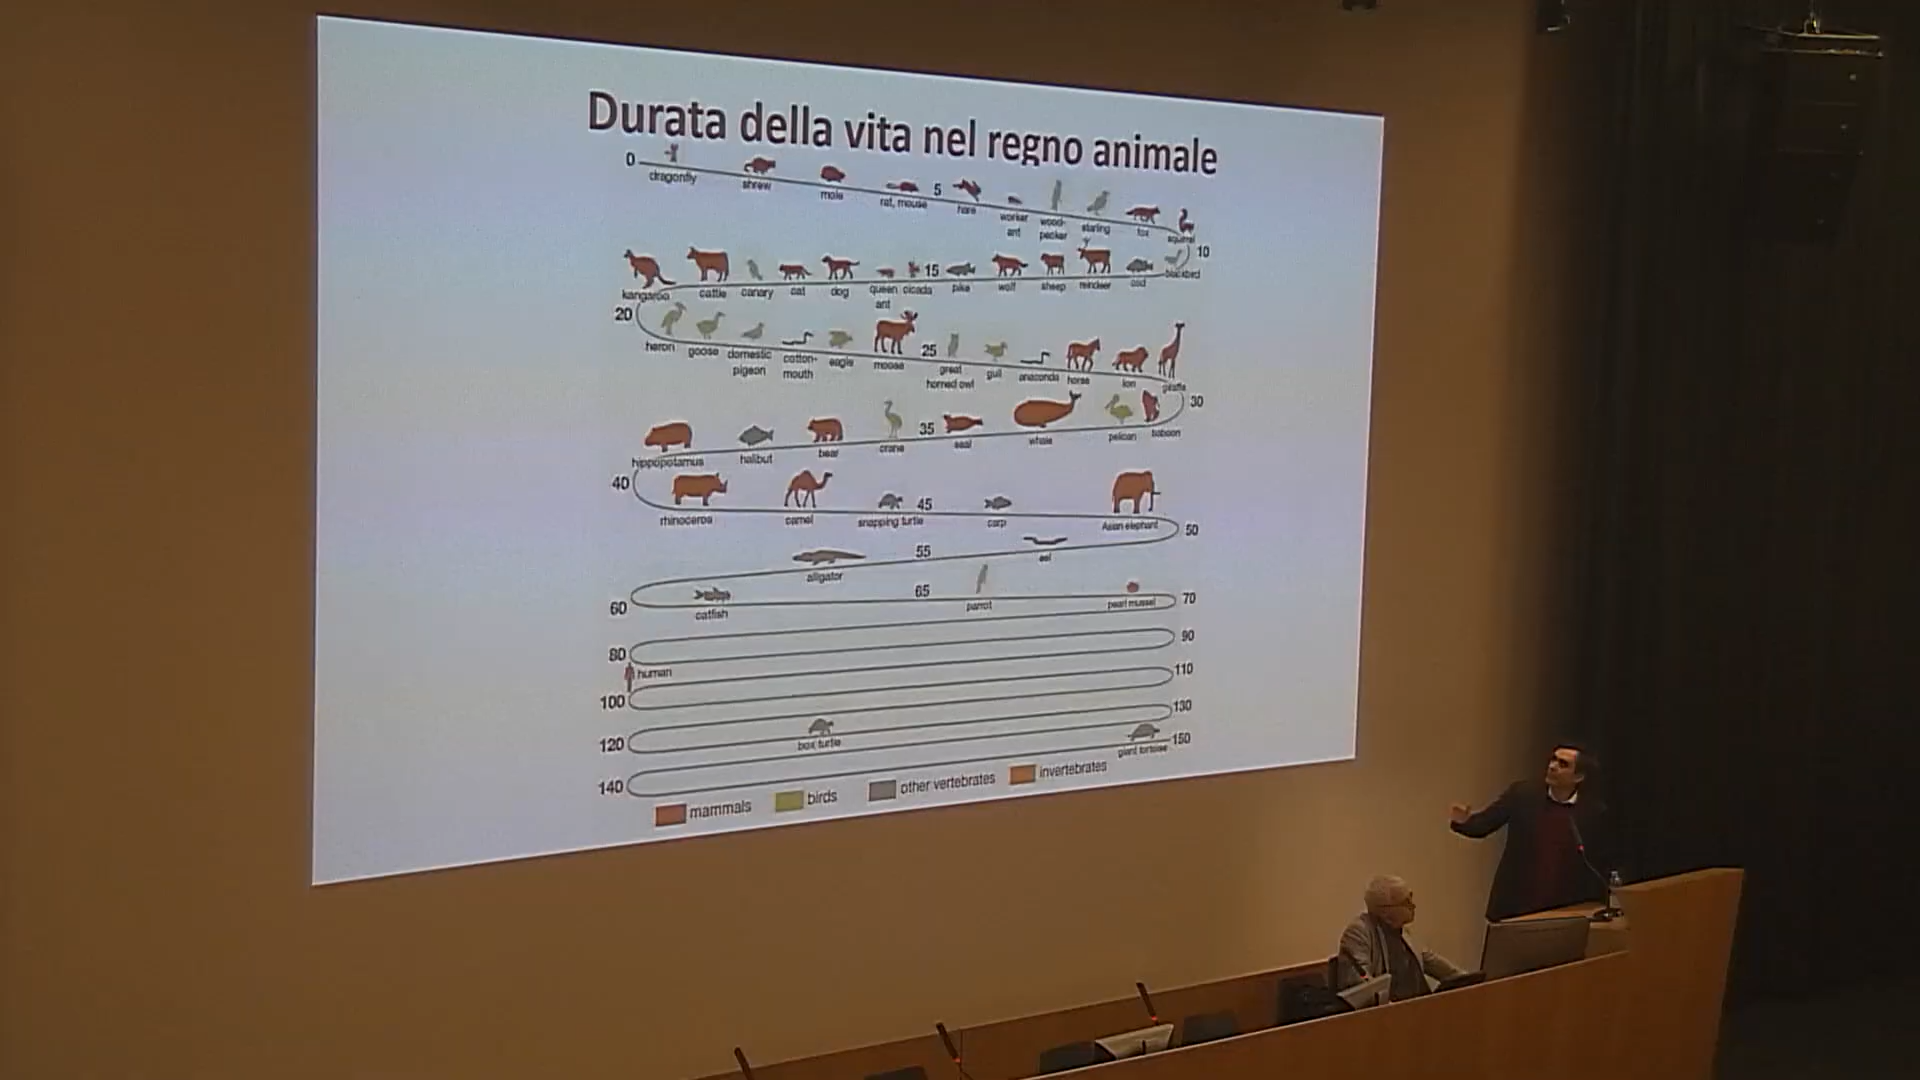 Durata della vita nel regno animale
0 dragonfly shrew mole rat, mouse 5 hare worker ant wood-pecker starling fox squirrel
10
kangaroo cattle canary cat dog queen ant cicada 15 pike wolf sheep reindeer cod blackbird
20
heron goose domestic pigeon cotton-mouth eagle moose 25 great horned owl gull anaconda horse lion giraffe
30
hippopotamus halibut bear crane 35 seal whale pelican baboon
40
rhinoceros camel snapping turtle 45 carp Asian elephant
50
alligator 55 eel
60
catfish 65 parrot pearl mussel
70
80
90
human
100
110
120
130
box turtle
140
giant tortoise 150
mammals birds other vertebrates invertebrates